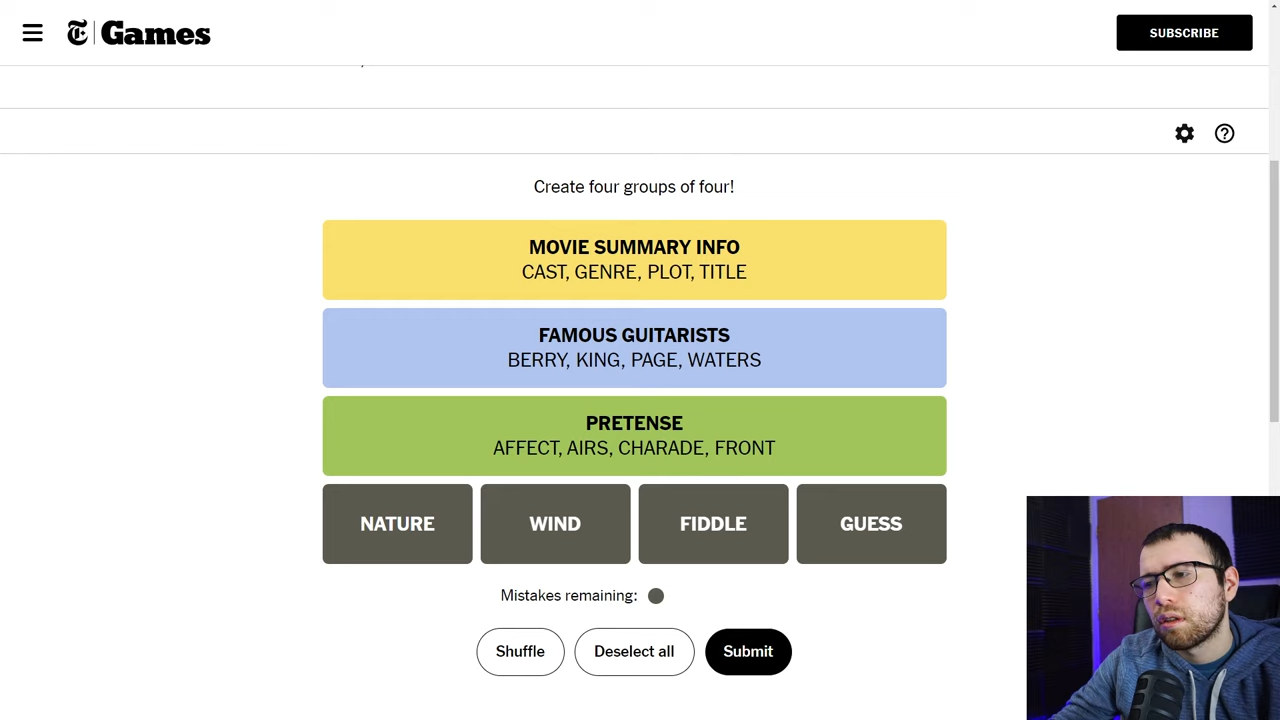 T Games
SUBSCRIBE
Create four groups of four!
MOVIE SUMMARY INFO
CAST, GENRE, PLOT, TITLE
FAMOUS GUITARISTS
BERRY, KING, PAGE, WATERS
PRETENSE
AFFECT, AIRS, CHARADE, FRONT
NATURE WIND FIDDLE GUESS
Mistakes remaining:
Shuffle Deselect all Submit